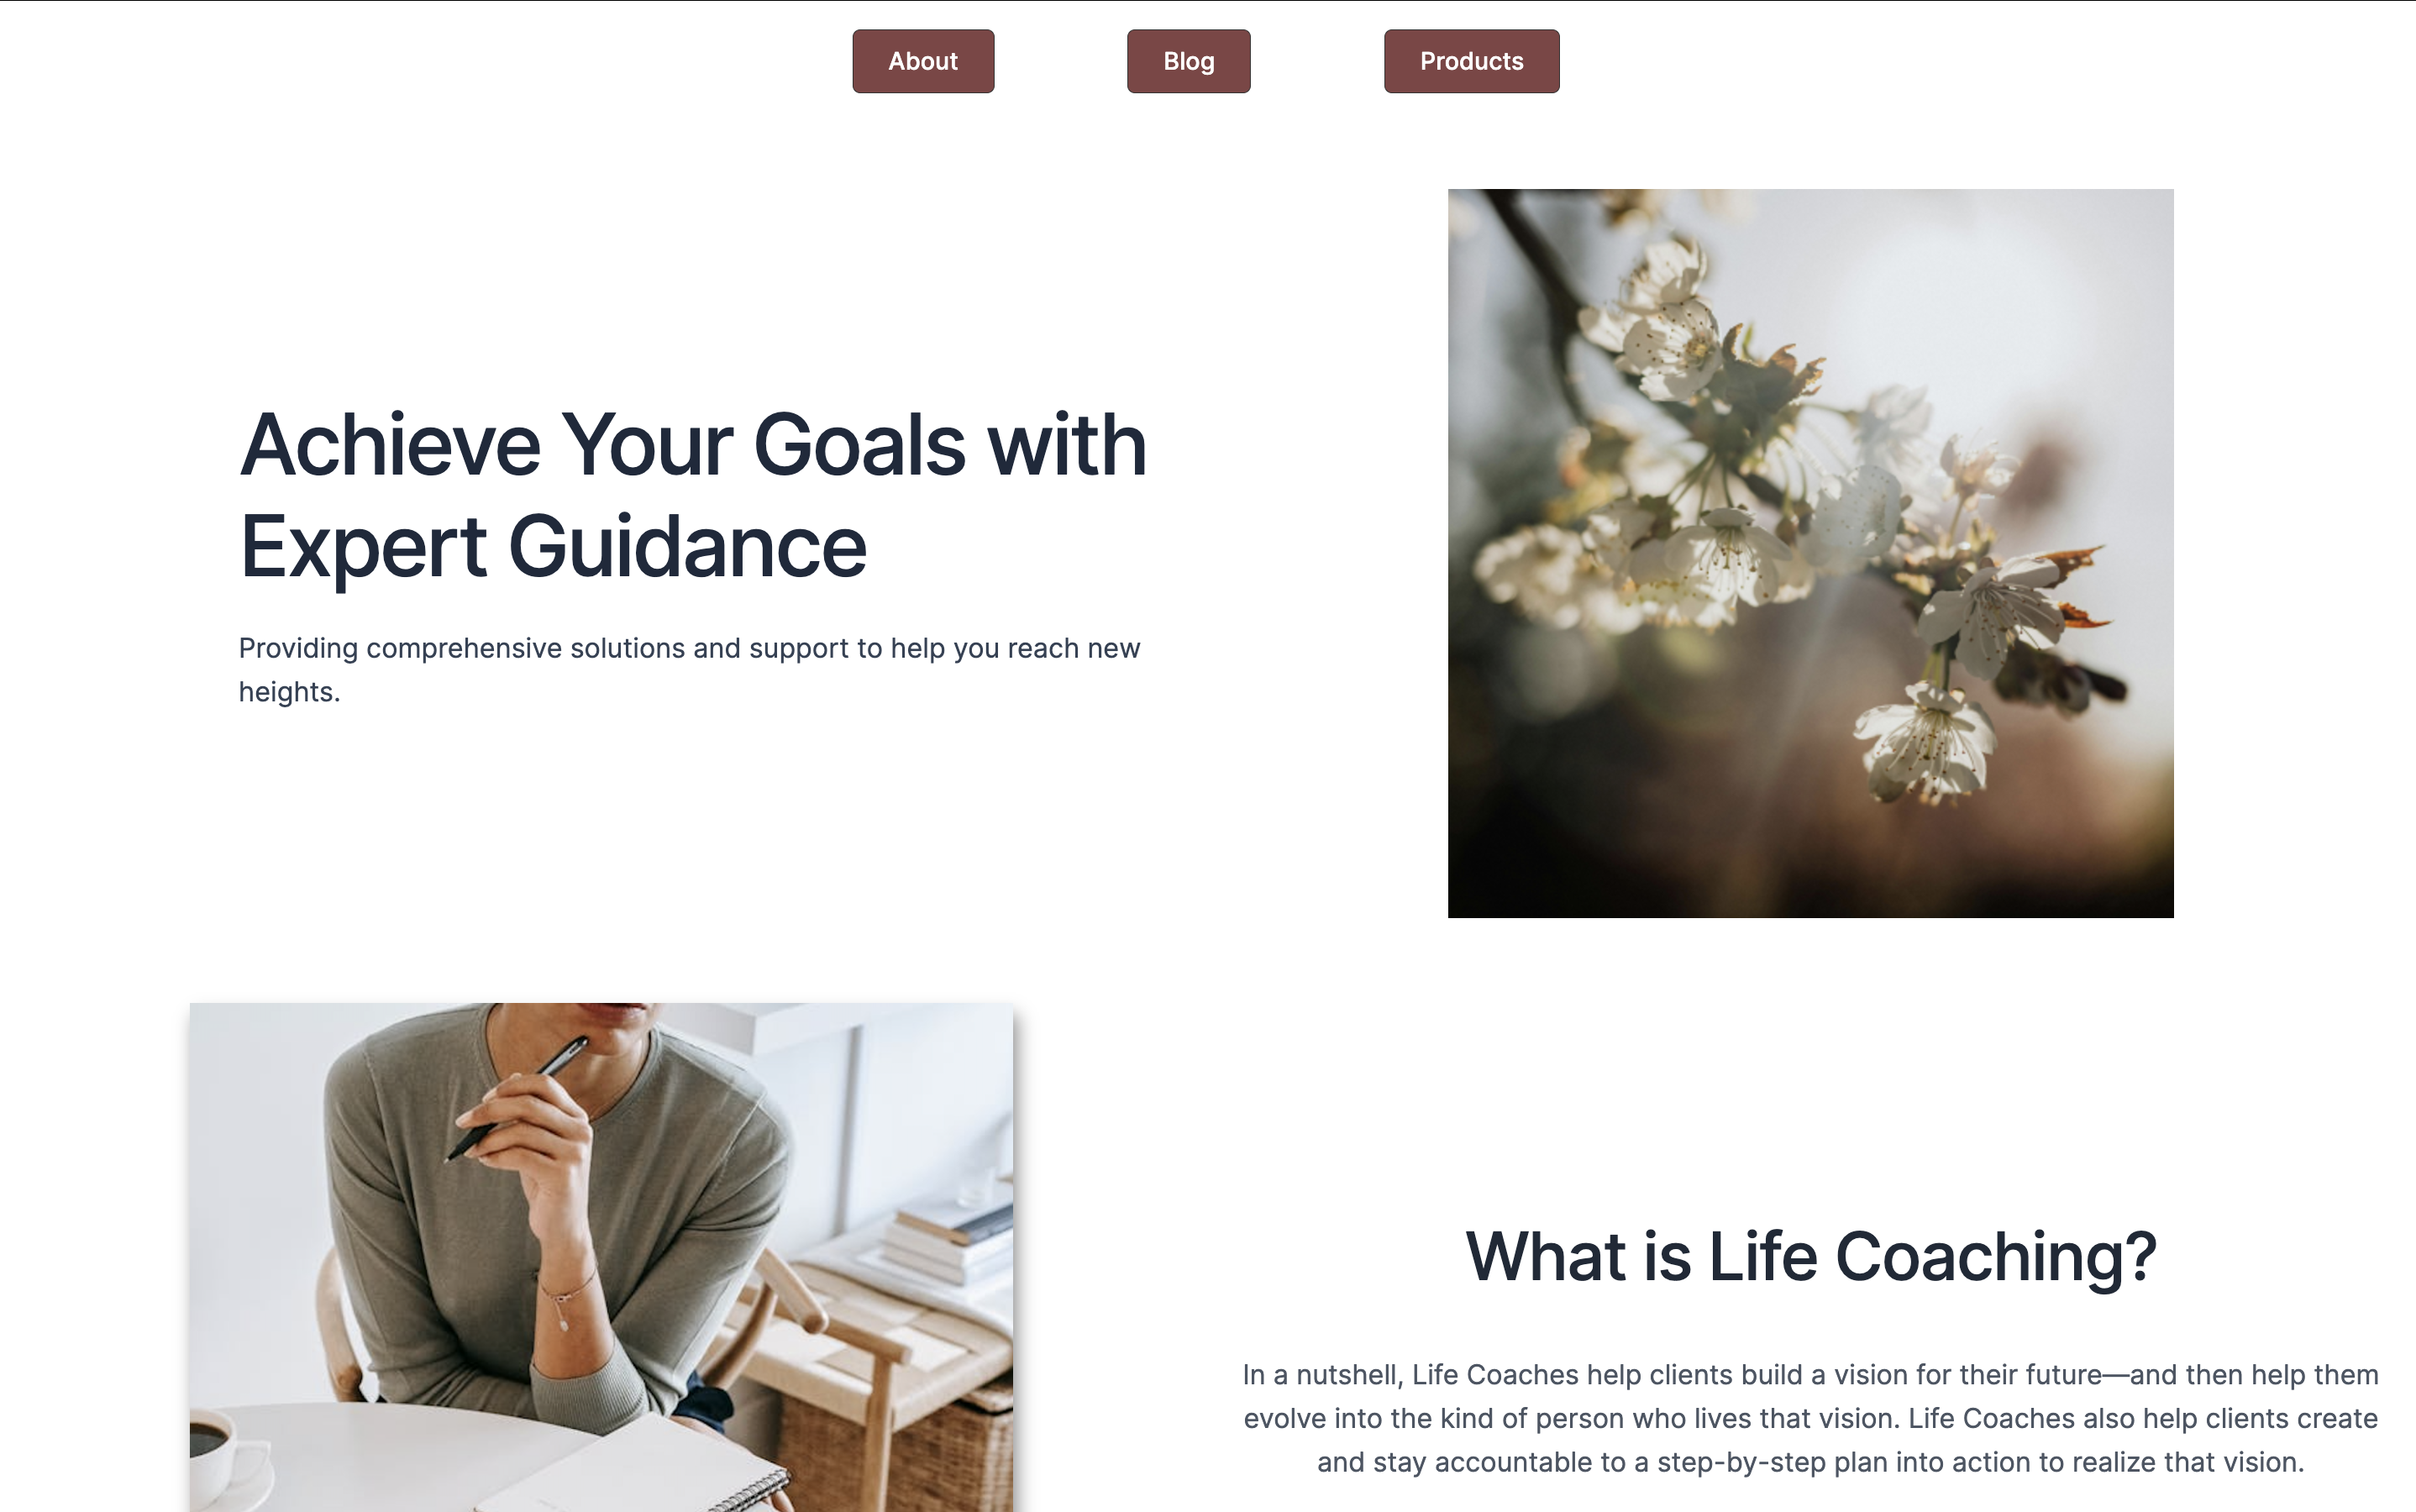 About
Blog
Products
Achieve Your Goals with
Expert Guidance
Providing comprehensive solutions and support to help you reach new
heights.
What is Life Coaching?
In a nutshell, Life Coaches help clients build a vision for their future—and then help them
evolve into the kind of person who lives that vision. Life Coaches also help clients create
and stay accountable to a step-by-step plan into action to realize that vision.